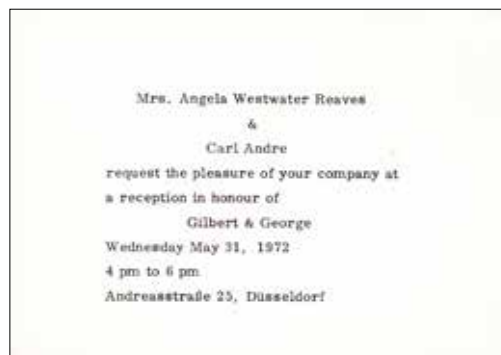 Mrs. Angela Westwater Reaves
&
Carl Andre
request the pleasure of your company at
a reception in honour of
Gilbert & George
Wednesday May 31, 1972
4 pm to 6 pm
Andreasstraße 25, Düsseldorf